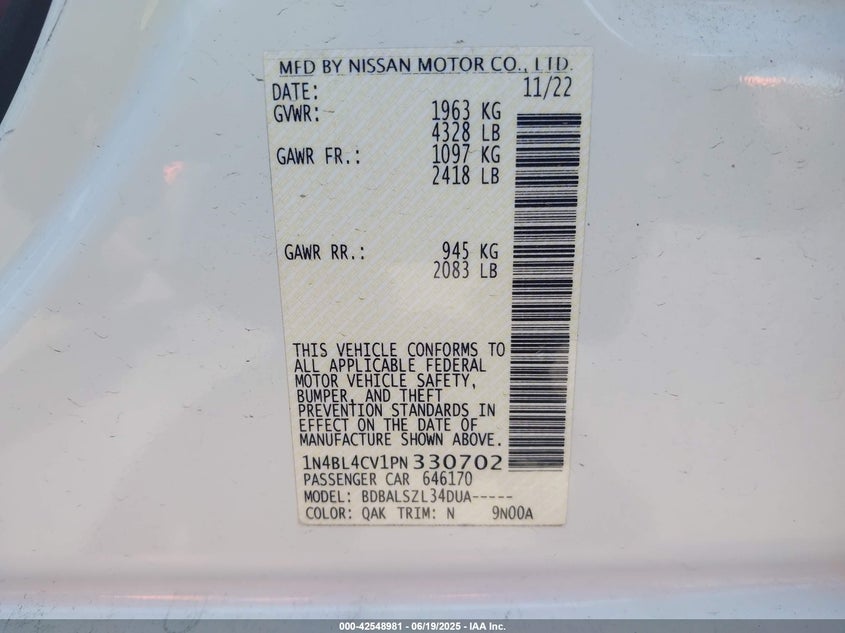 MFD BY NISSAN MOTOR CO., LTD.
DATE: 11/22
GVWR: 1963 KG
4328 LB
GAWR FR.: 1097 KG
2418 LB
GAWR RR.: 945 KG
2083 LB
THIS VEHICLE CONFORMS TO
ALL APPLICABLE FEDERAL
MOTOR VEHICLE SAFETY,
BUMPER, AND THEFT
PREVENTION STANDARDS IN
EFFECT ON THE DATE OF
MANUFACTURE SHOWN ABOVE.
1N4BL4CV1PN330702
PASSENGER CAR 646170
MODEL: BDBALSZL34DUA-----
COLOR: QAK TRIM: N 9N00A
000-42548981 - 06/19/2025 - IAA Inc.